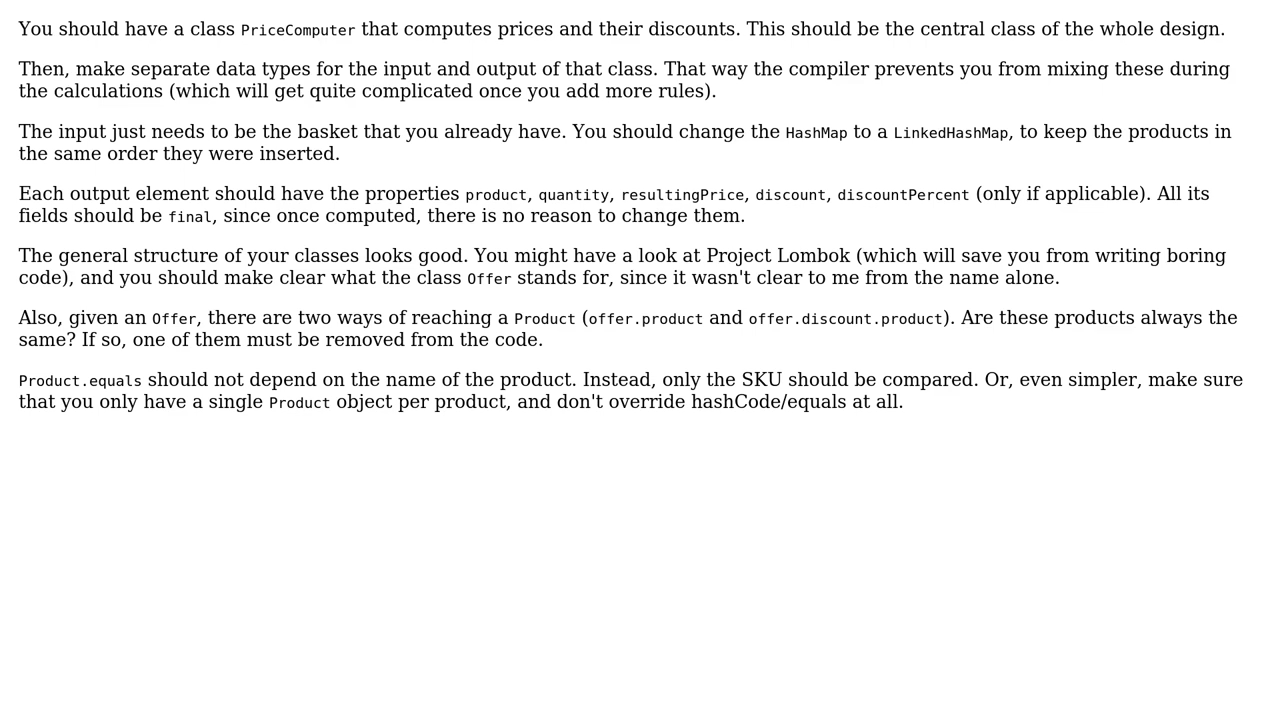 You should have a class PriceComputer that computes prices and their discounts. This should be the central class of the whole design.
Then, make separate data types for the input and output of that class. That way the compiler prevents you from mixing these during
the calculations (which will get quite complicated once you add more rules).
The input just needs to be the basket that you already have. You should change the HashMap to a LinkedHashMap, to keep the products in
the same order they were inserted.
Each output element should have the properties product, quantity, resultingPrice, discount, discountPercent (only if applicable). All its
fields should be final, since once computed, there is no reason to change them.
The general structure of your classes looks good. You might have a look at Project Lombok (which will save you from writing boring
code), and you should make clear what the class Offer stands for, since it wasn't clear to me from the name alone.
Also, given an Offer, there are two ways of reaching a Product (offer.product and offer.discount.product). Are these products always the
same? If so, one of them must be removed from the code.
Product.equals should not depend on the name of the product. Instead, only the SKU should be compared. Or, even simpler, make sure
that you only have a single Product object per product, and don't override hashCode/equals at all.